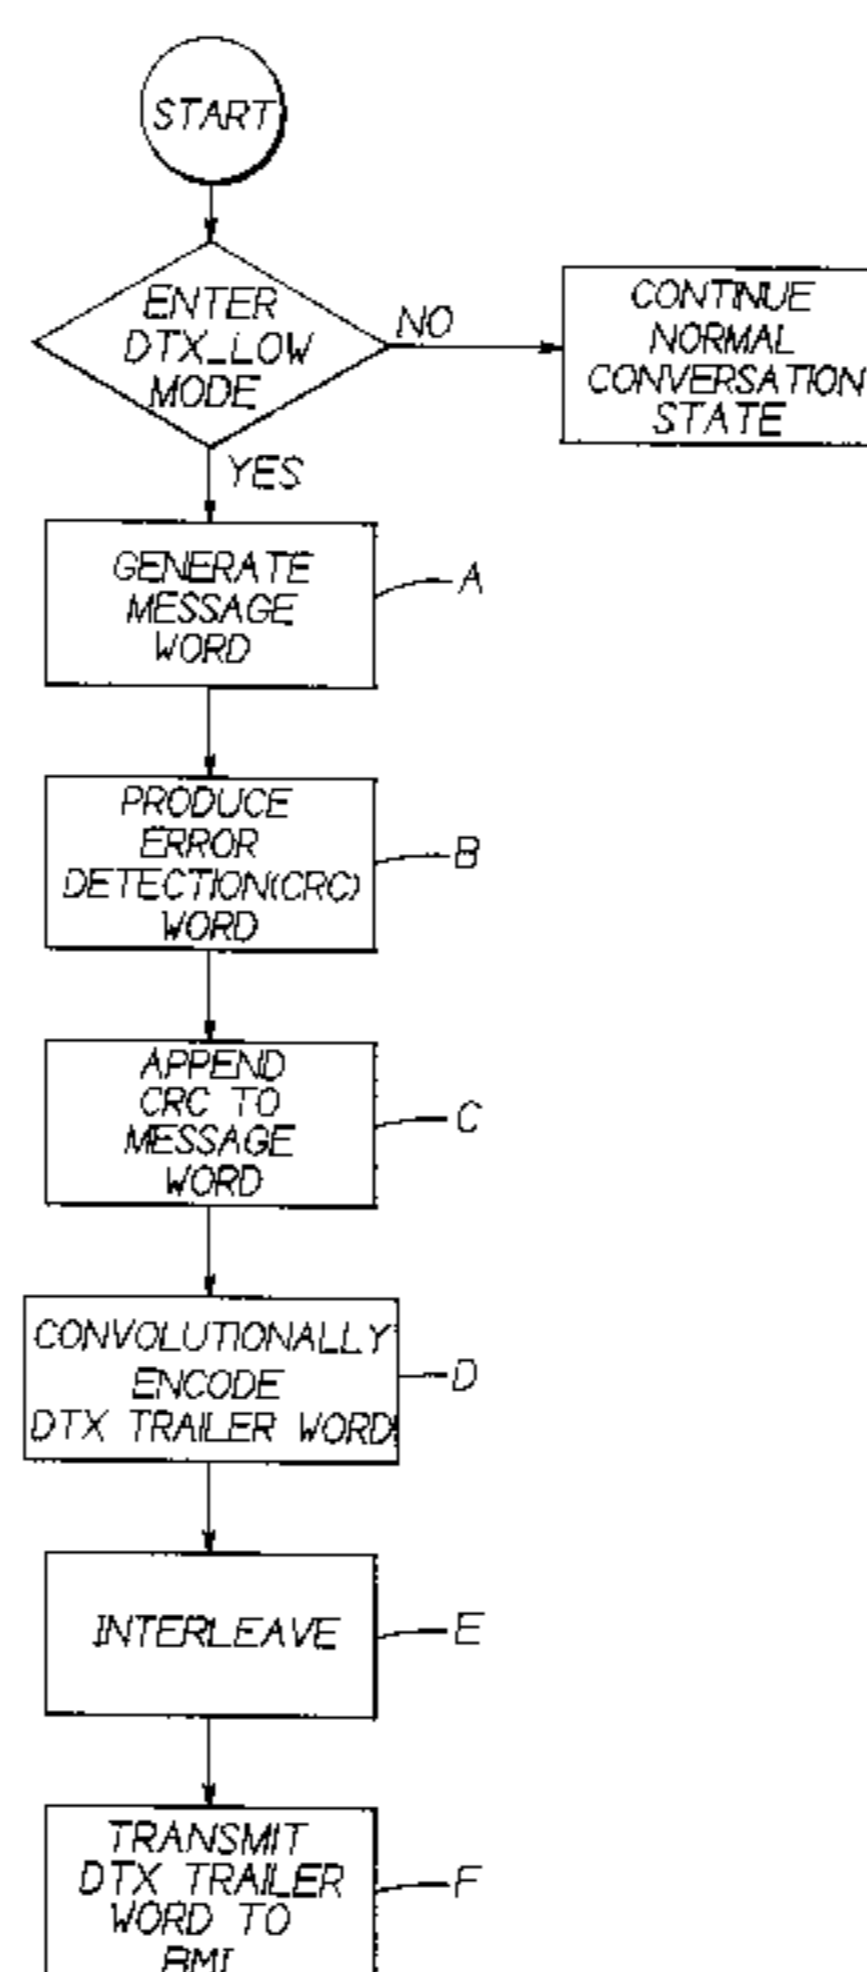 START
ENTER
DTX_LOW
MODE
NO
CONTINUE
NORMAL
CONVERSATION
STATE
YES
GENERATE
MESSAGE
WORD
A
PRODUCE
ERROR
DETECTION(CRC)
WORD
B
APPEND
CRC TO
MESSAGE
WORD
C
CONVOLUTIONALLY
ENCODE
DTX TRAILER WORD
D
INTERLEAVE
E
TRANSMIT
DTX TRAILER
WORD TO
BMI
F